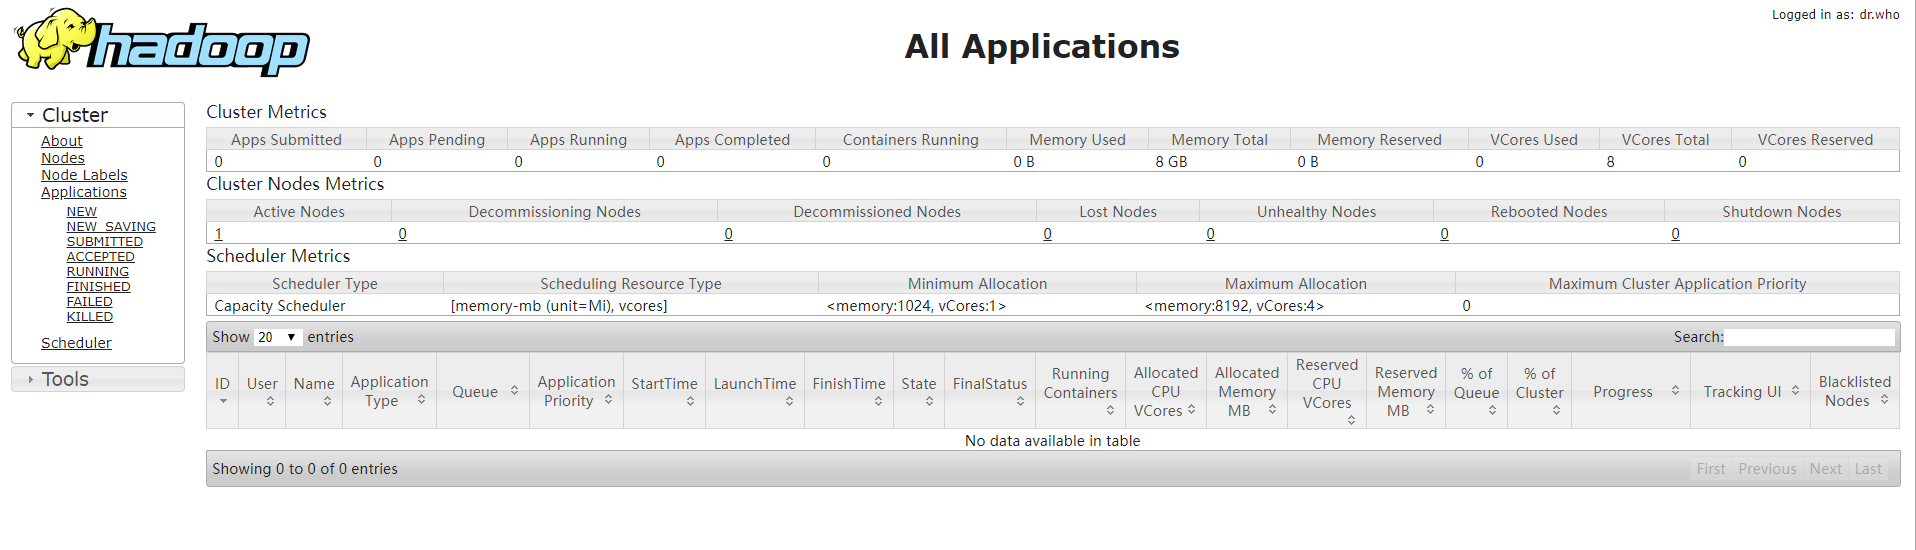 Logged in as: dr.who
hadoop
All Applications
Cluster
About
Nodes
Node Labels
Applications
NEW
NEW_SAVING
SUBMITTED
ACCEPTED
RUNNING
FINISHED
FAILED
KILLED
Scheduler
Tools
Cluster Metrics
Apps Submitted Apps Pending Apps Running Apps Completed Containers Running Memory Used Memory Total Memory Reserved VCores Used VCores Total VCores Reserved
0 0 0 0 0 0 B 8 GB 0 B 0 8 0
Cluster Nodes Metrics
Active Nodes Decommissioning Nodes Decommissioned Nodes Lost Nodes Unhealthy Nodes Rebooted Nodes Shutdown Nodes
1 0 0 0 0 0 0
Scheduler Metrics
Scheduler Type Scheduling Resource Type Minimum Allocation Maximum Allocation Maximum Cluster Application Priority
Capacity Scheduler [memory-mb (unit=Mi), vcores] <memory:1024, vCores:1> <memory:8192, vCores:4> 0
Show 20 entries Search:
ID User Name Application Type Queue Application Priority StartTime LaunchTime FinishTime State FinalStatus Running Containers Allocated CPU VCores Allocated Memory MB Reserved CPU VCores Reserved Memory MB % of Queue % of Cluster Progress Tracking UI Blacklisted Nodes
No data available in table
Showing 0 to 0 of 0 entries First Previous Next Last